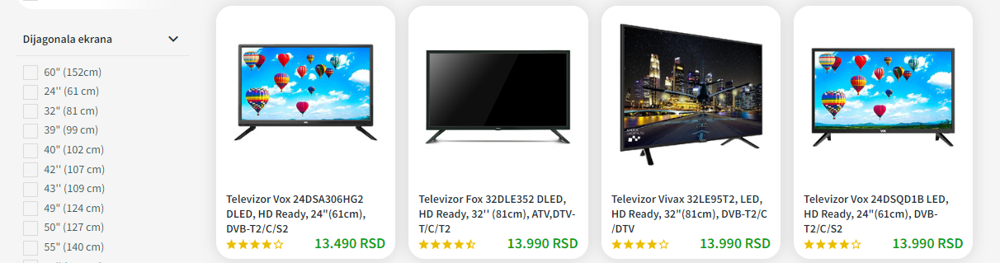 Dijagonala ekrana
60" (152cm)
24'' (61 cm)
32" (81 cm)
39" (99 cm)
40" (102 cm)
42'' (107 cm)
43'' (109 cm)
49" (124 cm)
50" (127 cm)
55" (140 cm)
Televizor Vox 24DSA306HG2
DLED, HD Ready, 24"(61cm),
DVB-T2/C/S2
13.490 RSD
Televizor Fox 32DLE352 DLED,
HD Ready, 32'' (81cm), ATV,DTV-
T/C/T2
13.990 RSD
Televizor Vivax 32LE95T2, LED,
HD Ready, 32"(81cm), DVB-T2/C
/DTV
13.990 RSD
VOX
Televizor Vox 24DSQD1B LED,
HD Ready, 24"(61cm), DVB-
T2/C/S2
13.990 RSD